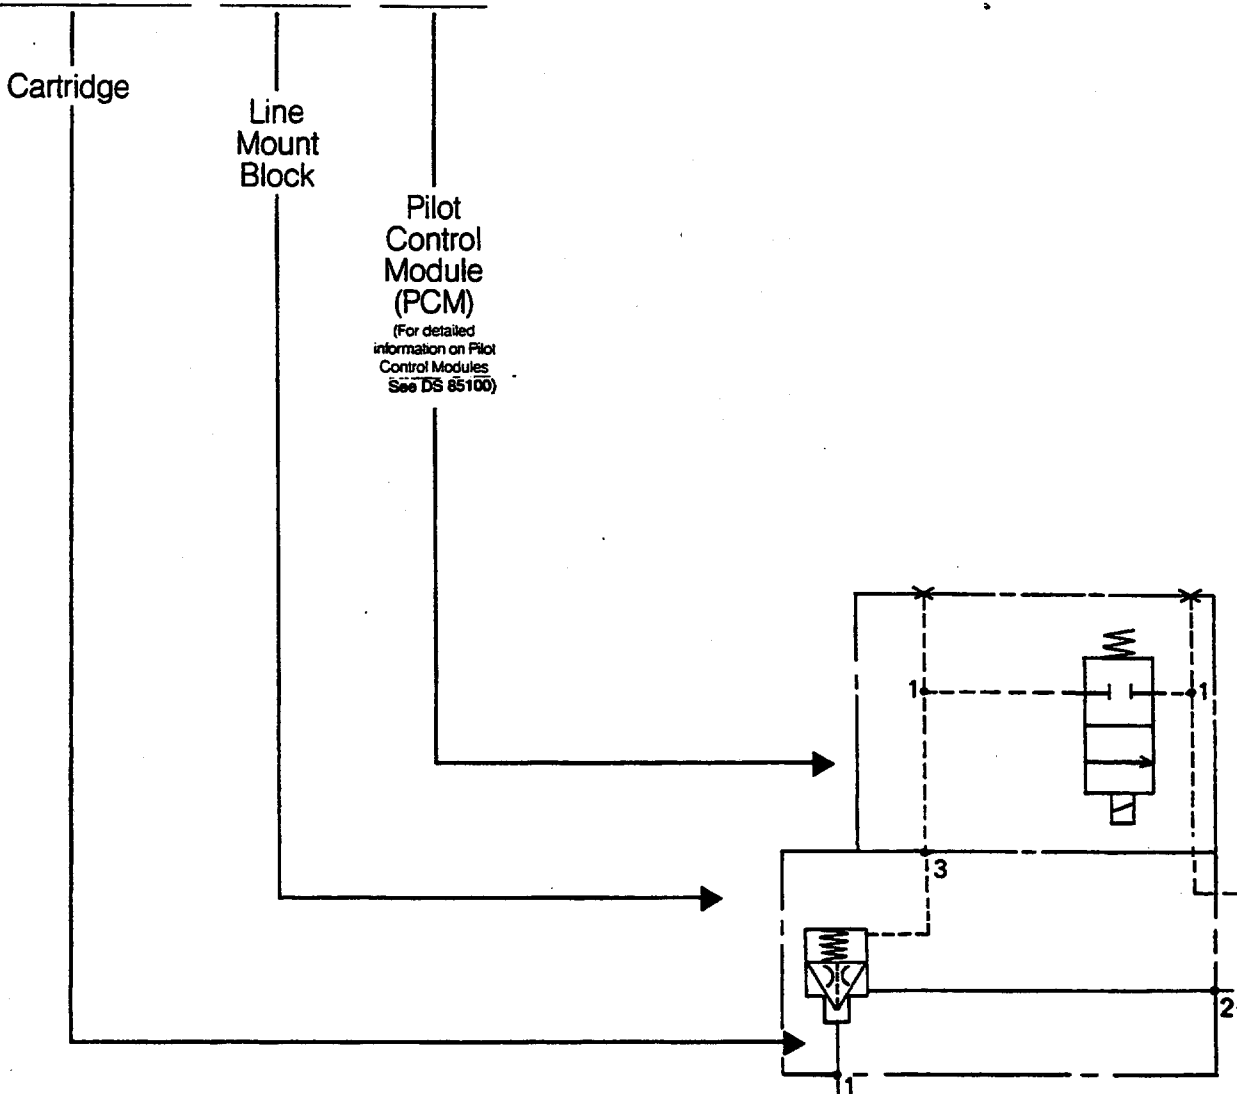 Cartridge
Line
Mount
Block
Pilot
Control
Module
(PCM)
(For detailed
information on Pilot
Control Modules
See DS 85100)
1
1
3
2
1